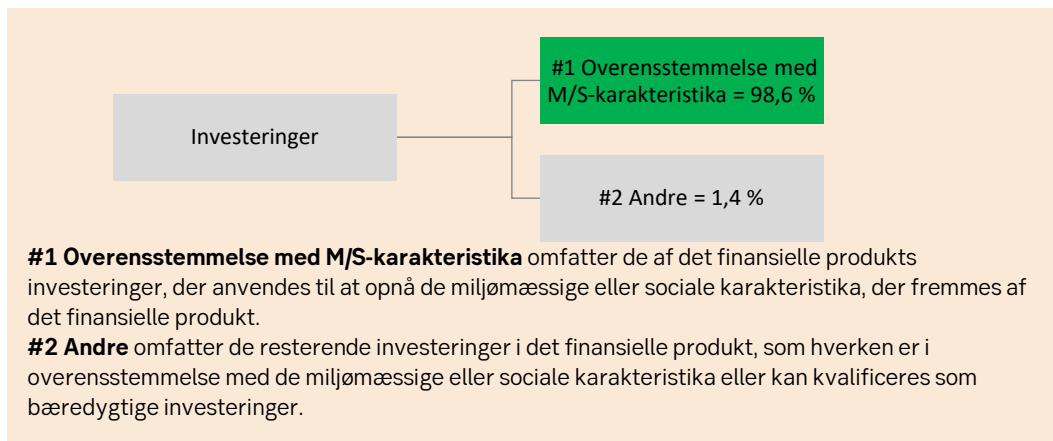 #1 Overensstemmelse med
M/S-karakteristika = 98,6 %
Investeringer
#2 Andre = 1,4 %
#1 Overensstemmelse med M/S-karakteristika omfatter de af det finansielle produkts
investeringer, der anvendes til at opnå de miljømæssige eller sociale karakteristika, der fremmes af
det finansielle produkt.
#2 Andre omfatter de resterende investeringer i det finansielle produkt, som hverken er i
overensstemmelse med de miljømæssige eller sociale karakteristika eller kan kvalificeres som
bæredygtige investeringer.